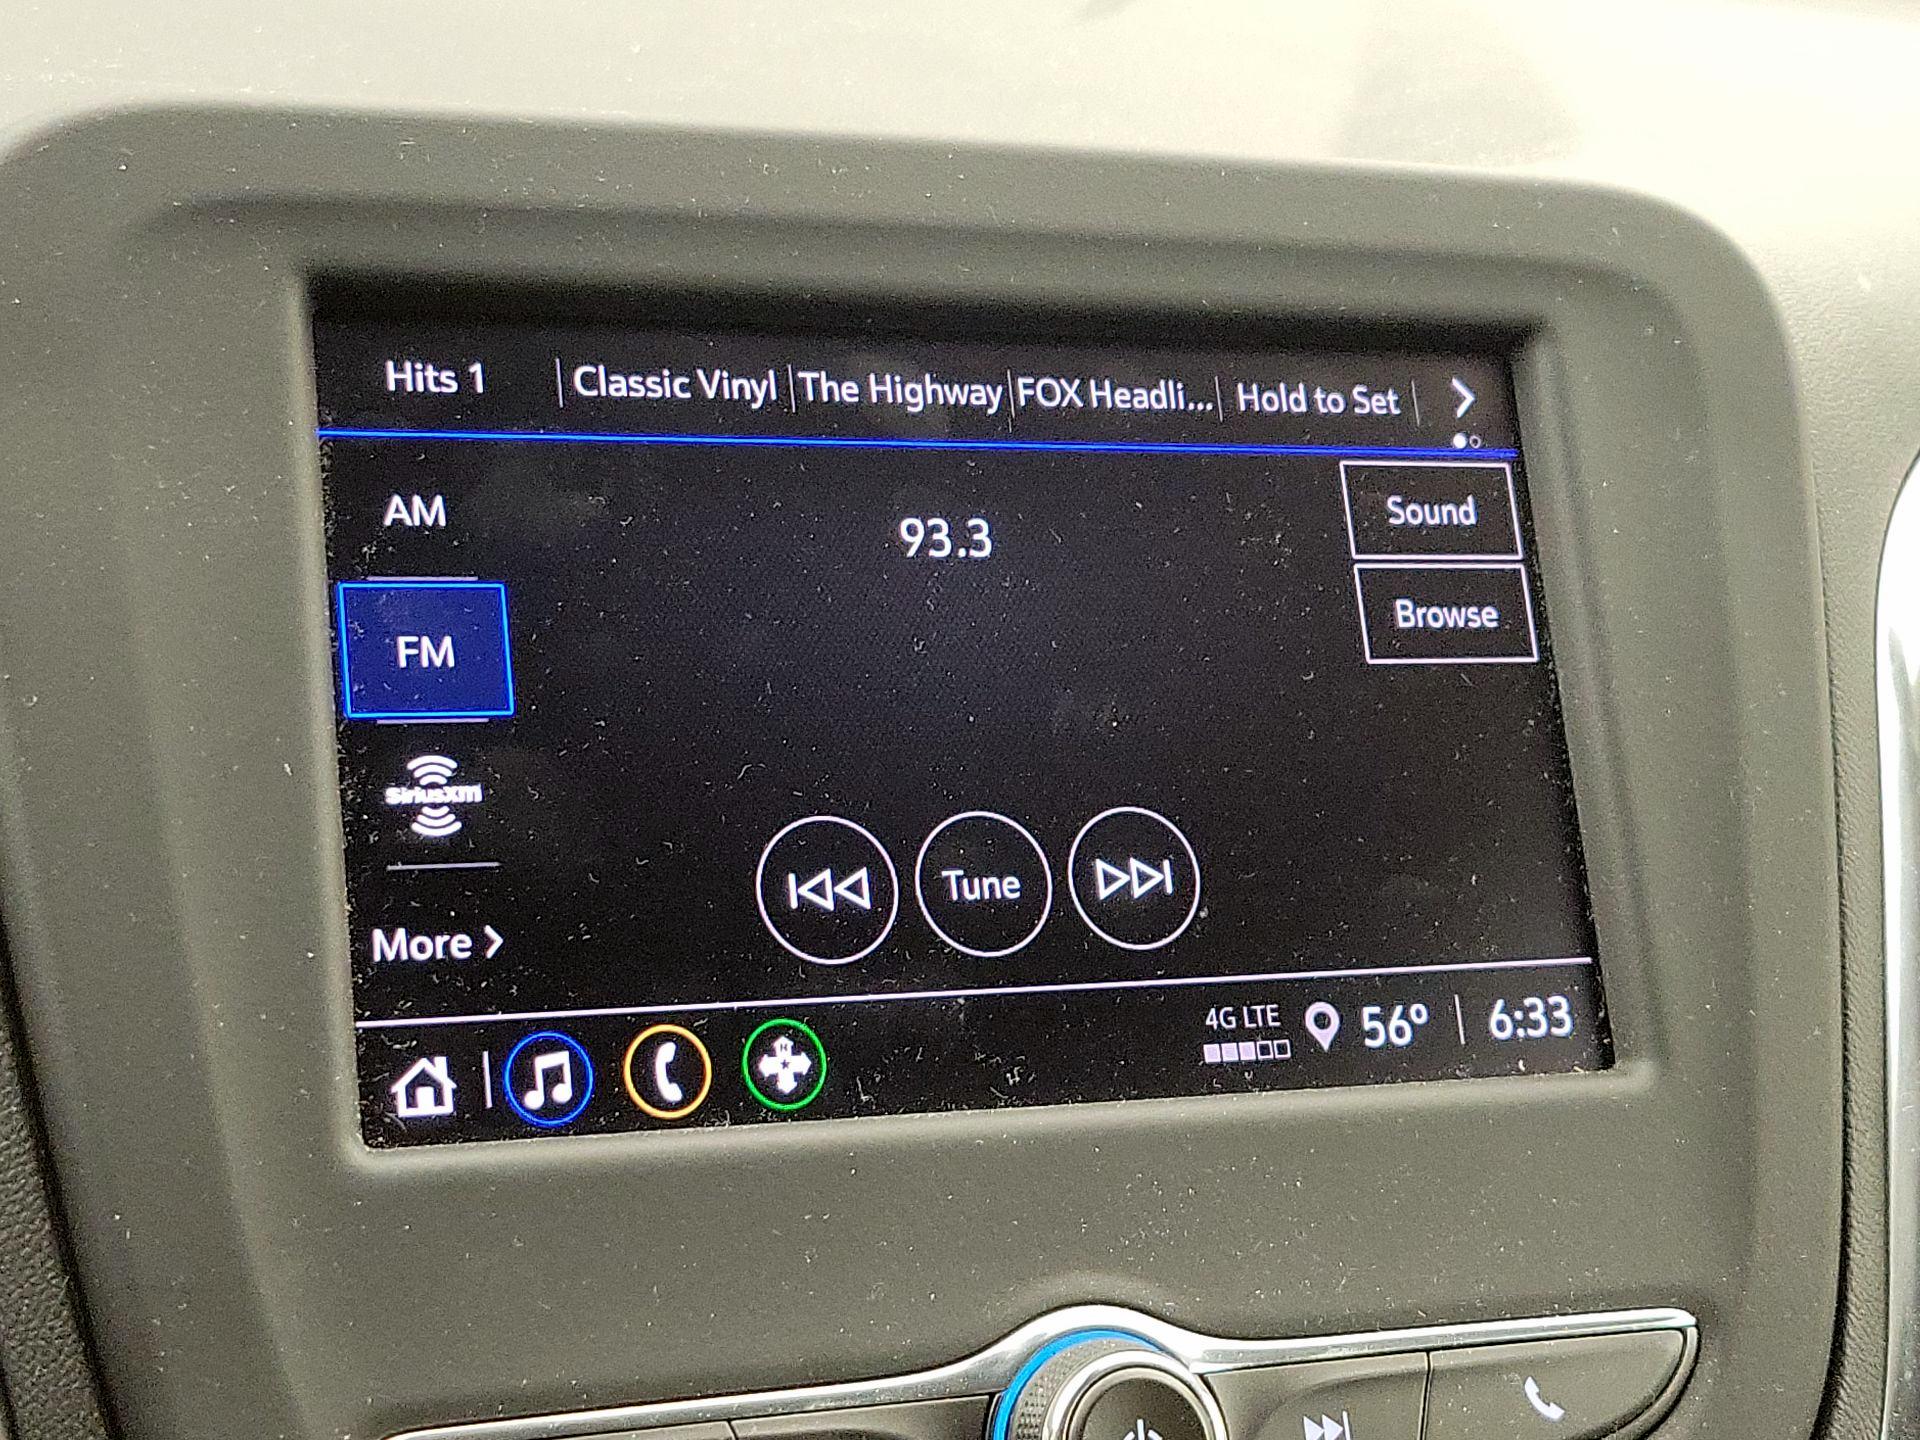 Hits 1 Classic Vinyl The Highway FOX Headli... Hold to Set
AM
93.3
Sound
Browse
FM
SiriusXM
Tune
More
4G LTE
56° 6:33